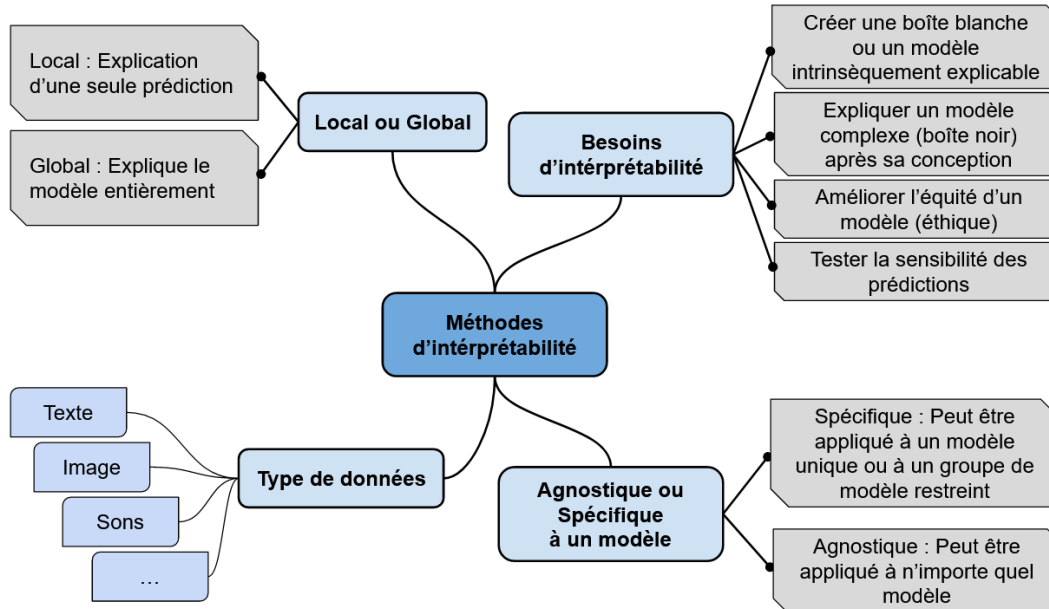 Local : Explication
d'une seule prédiction
Global : Explique le
modèle entièrement
Local ou Global
Besoins
d'intérprétabilité
Créer une boîte blanche
ou un modèle
intrinsèquement explicable
Expliquer un modèle
complexe (boîte noir)
après sa conception
Améliorer l'équité d'un
modèle (éthique)
Tester la sensibilité des
prédictions
Méthodes
d'intérprétabilité
Texte
Image
Sons
...
Type de données
Agnostique ou
Spécifique
à un modèle
Spécifique : Peut être
appliqué à un modèle
unique ou à un groupe de
modèle restreint
Agnostique : Peut être
appliqué à n'importe quel
modèle